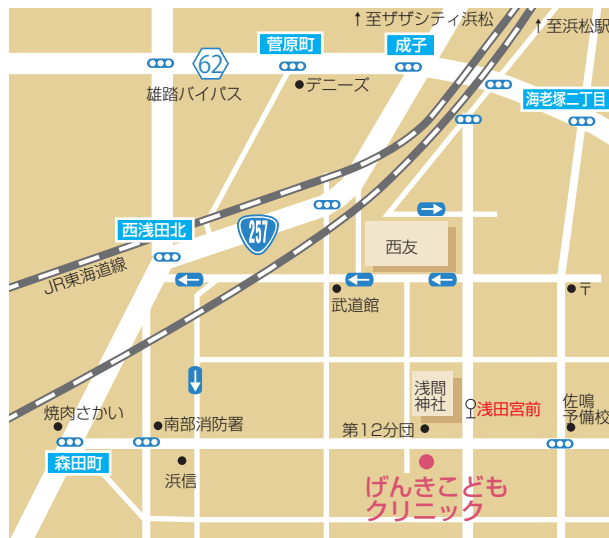 ↑至ザザシティ浜松
↑至浜松駅
菅原町
成子
62
デニーズ
雄踏バイパス
海老塚二丁目
西浅田北
257
西友
JR東海道線
武道館
〒
浅間
神社
焼肉さかい
南部消防署
浅田宮前
佐鳴
予備校
第12分団
森田町
浜信
げんきこども
クリニック